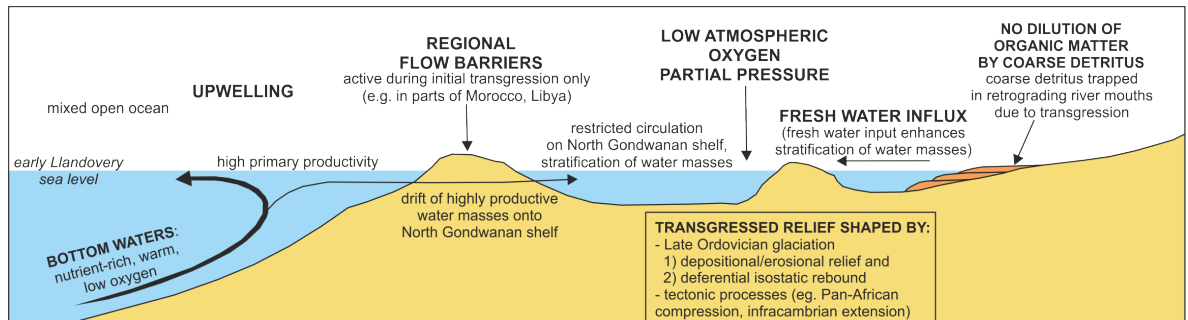 mixed open ocean
UPWELLING
REGIONAL
FLOW BARRIERS
active during initial transgression only
(e.g. in parts of Morocco, Libya)
LOW ATMOSPHERIC
OXYGEN
PARTIAL PRESSURE
NO DILUTION OF
ORGANIC MATTER
BY COARSE DETRITUS
coarse detritus trapped
in retrograding river mouths
due to transgression
FRESH WATER INFLUX
(fresh water input enhances
stratification of water masses)
restricted circulation
on North Gondwanan shelf,
stratification of water masses
early Llandovery
sea level
high primary productivity
drift of highly productive
water masses onto
North Gondwanan shelf
BOTTOM WATERS:
nutrient-rich, warm,
low oxygen
TRANSGRESSED RELIEF SHAPED BY:
- Late Ordovician glaciation
1) depositional/erosional relief and
2) deferential isostatic rebound
- tectonic processes (eg. Pan-African
compression, infracambrian extension)